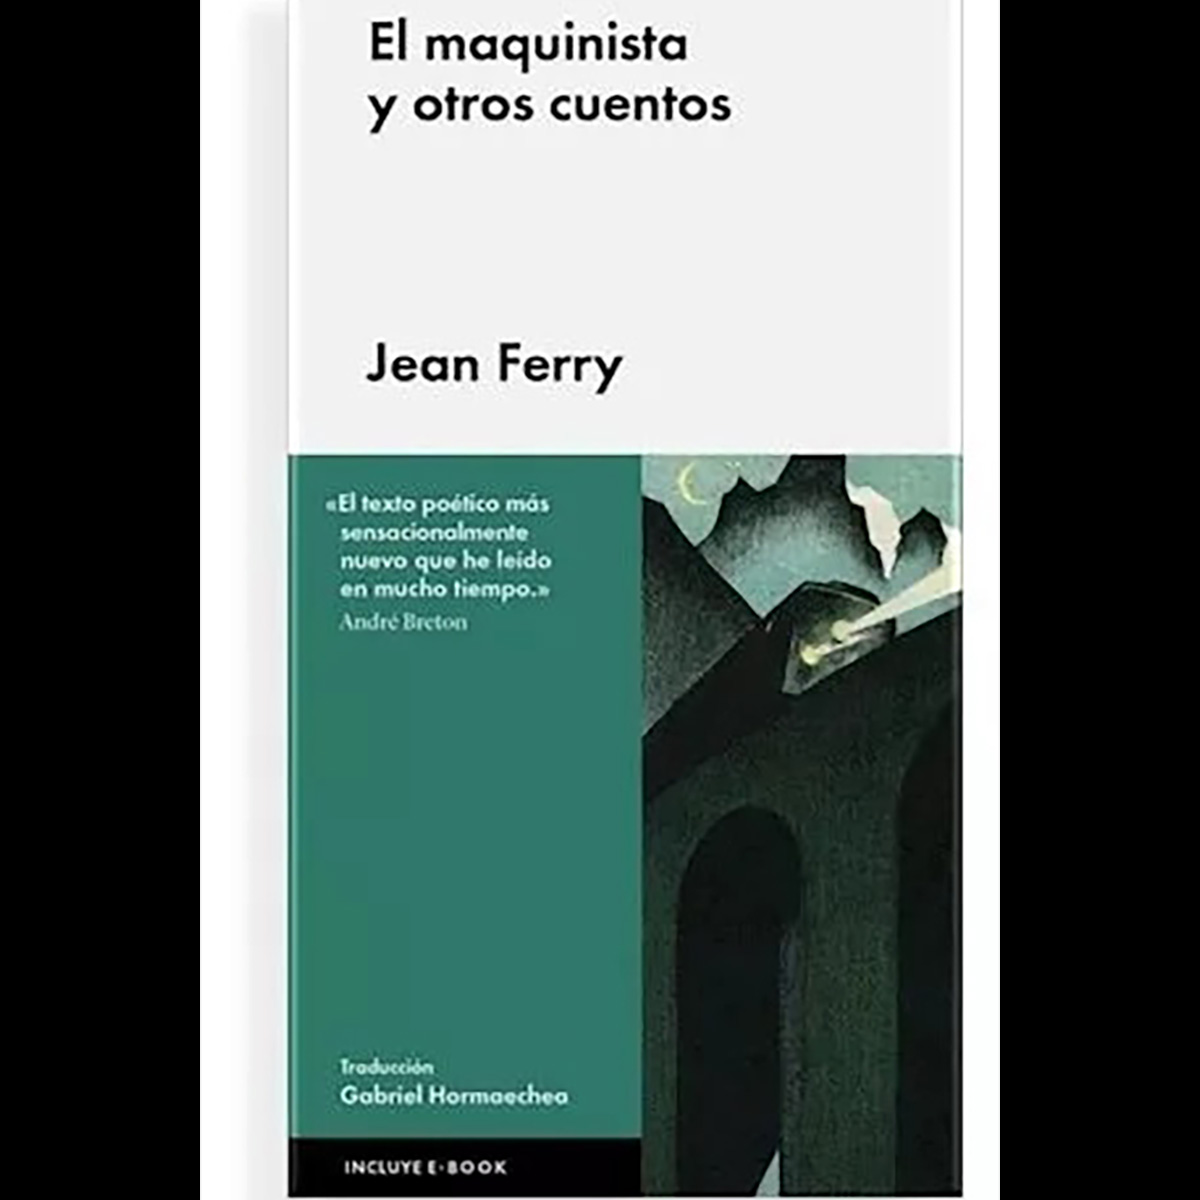 El maquinista
y otros cuentos
Jean Ferry
«El texto poético más
sensacionalmente
nuevo que he leído
en mucho tiempo.»
André Breton
Traducción
Gabriel Hormaechea
INCLUYE E-BOOK